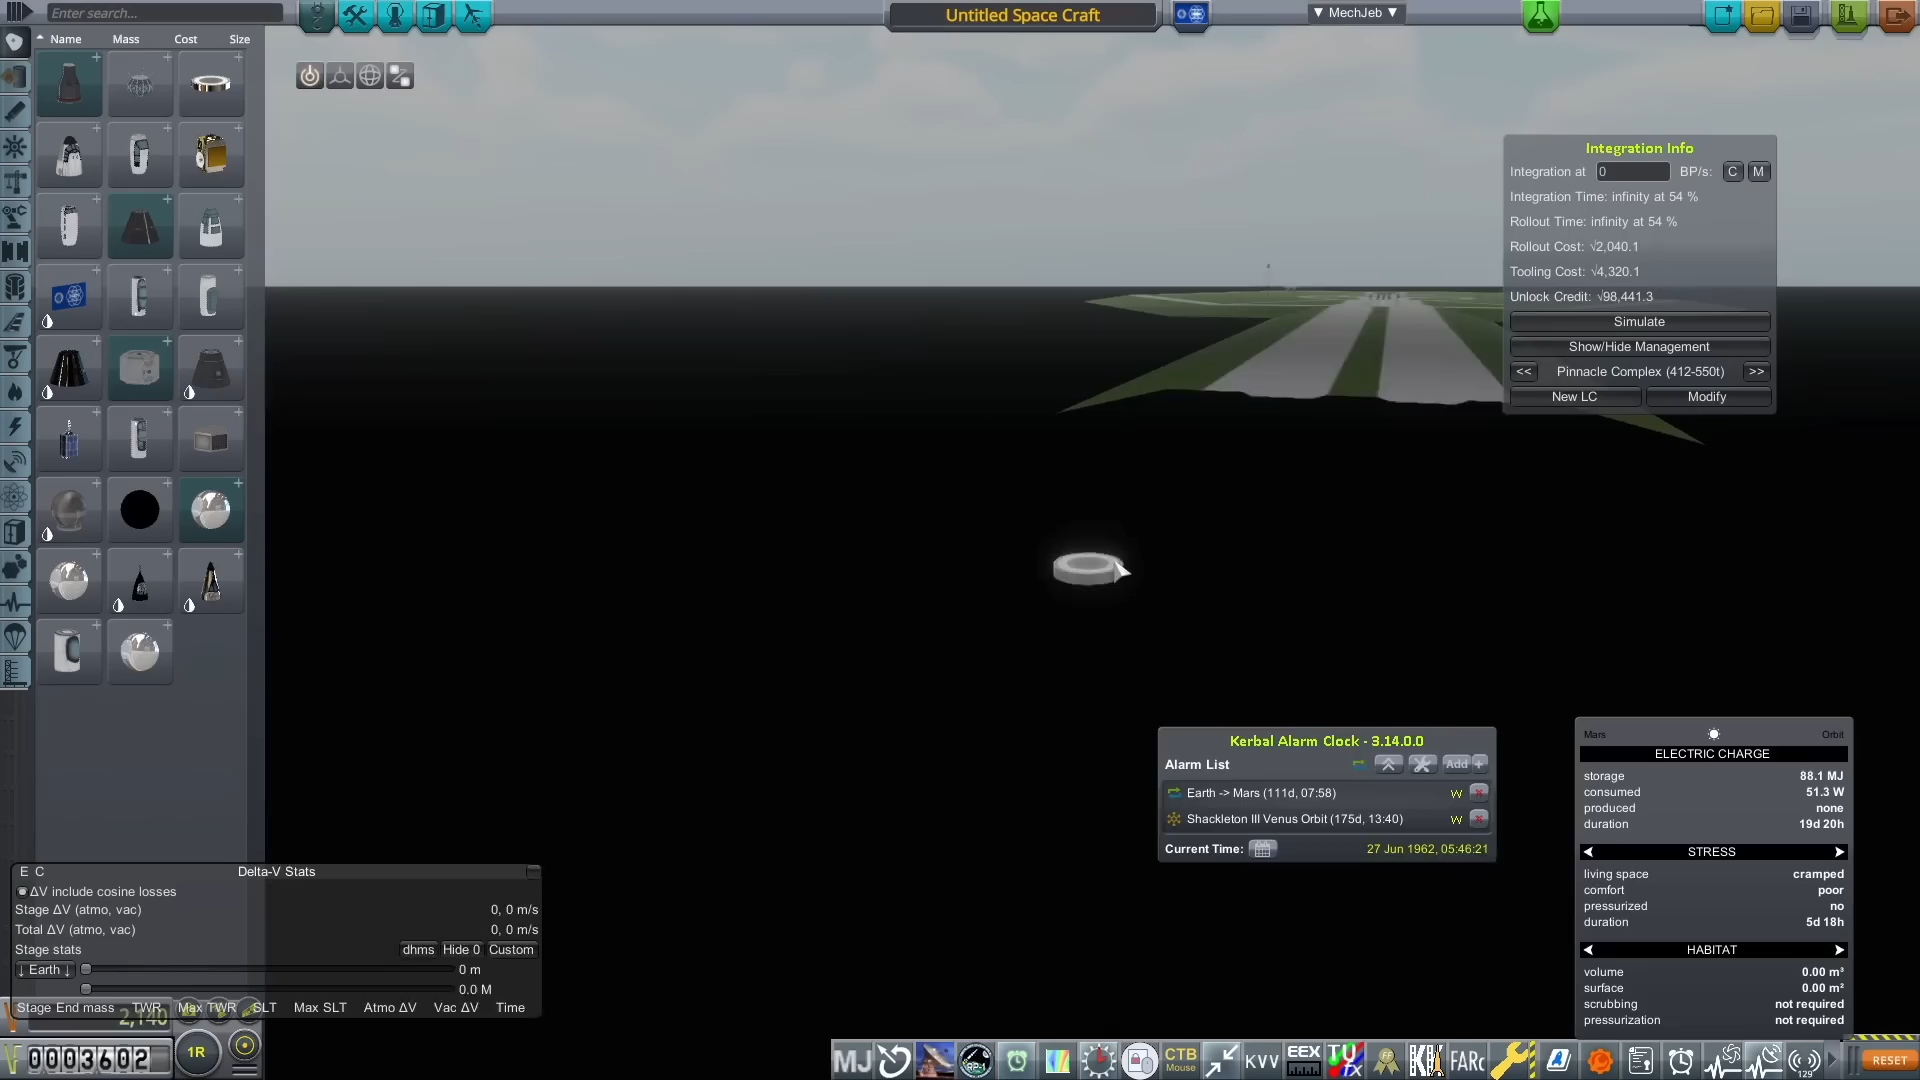 Enter search...
Untitled Space Craft
▼ MechJeb ▼
Name Mass Cost Size
Integration Info
Integration at 0 BP/s: C M
Integration Time: infinity at 54 %
Rollout Time: infinity at 54 %
Rollout Cost: √2,040.1
Tooling Cost: √4,320.1
Unlock Credit: √98,441.3
Simulate
Show/Hide Management
<< Pinnacle Complex (412-550t) >>
New LC Modify
Kerbal Alarm Clock - 3.14.0.0
Alarm List Add +
Earth -> Mars (111d, 07:58)
Shackleton III Venus Orbit (175d, 13:40)
Current Time: 27 Jun 1962, 05:46:21
Mars Orbit
ELECTRIC CHARGE
storage 88.1 MJ
consumed 51.3 W
produced none
duration 19d 20h
STRESS
living space cramped
comfort poor
pressurized no
duration 5d 18h
HABITAT
volume 0.00 m³
surface 0.00 m²
scrubbing not required
pressurization not required
E C Delta-V Stats
ΔV include cosine losses
Stage ΔV (atmo, vac) 0, 0 m/s
Total ΔV (atmo, vac) 0, 0 m/s
Stage stats dhms Hide 0 Custom
↓ Earth ↓ 0 m
0.0 M
Stage End mass TWR Max TWR SLT Max SLT Atmo ΔV Vac ΔV Time
2,140
0003602 1R
MJ RP-1 CTB Mouse KVV EEX FARc 129 RESET